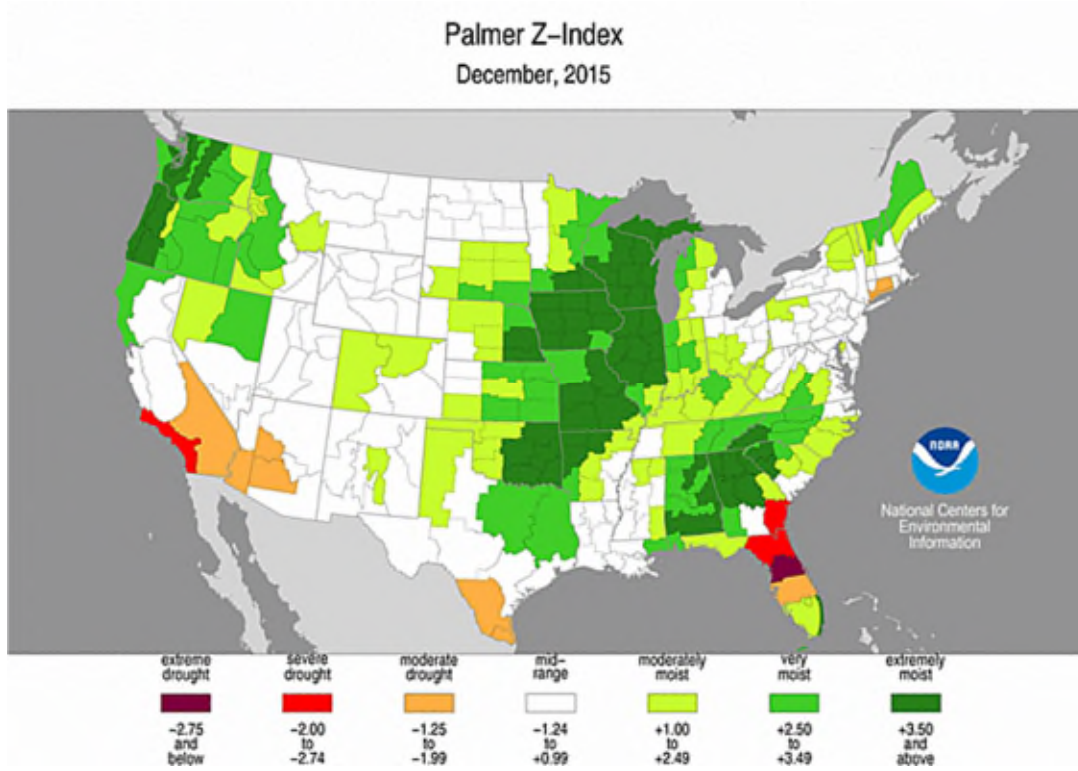 Palmer Z-Index
December, 2015
NOAA
National Centers for
Environmental
Information
extreme
drought
severe
drought
moderate
drought
mid-
range
moderately
moist
very
moist
extremely
moist
-2.75
and
below
-2.00
to
-2.74
-1.25
to
-1.99
-1.24
to
+0.99
+1.00
to
+2.49
+2.50
to
+3.49
+3.50
and
above